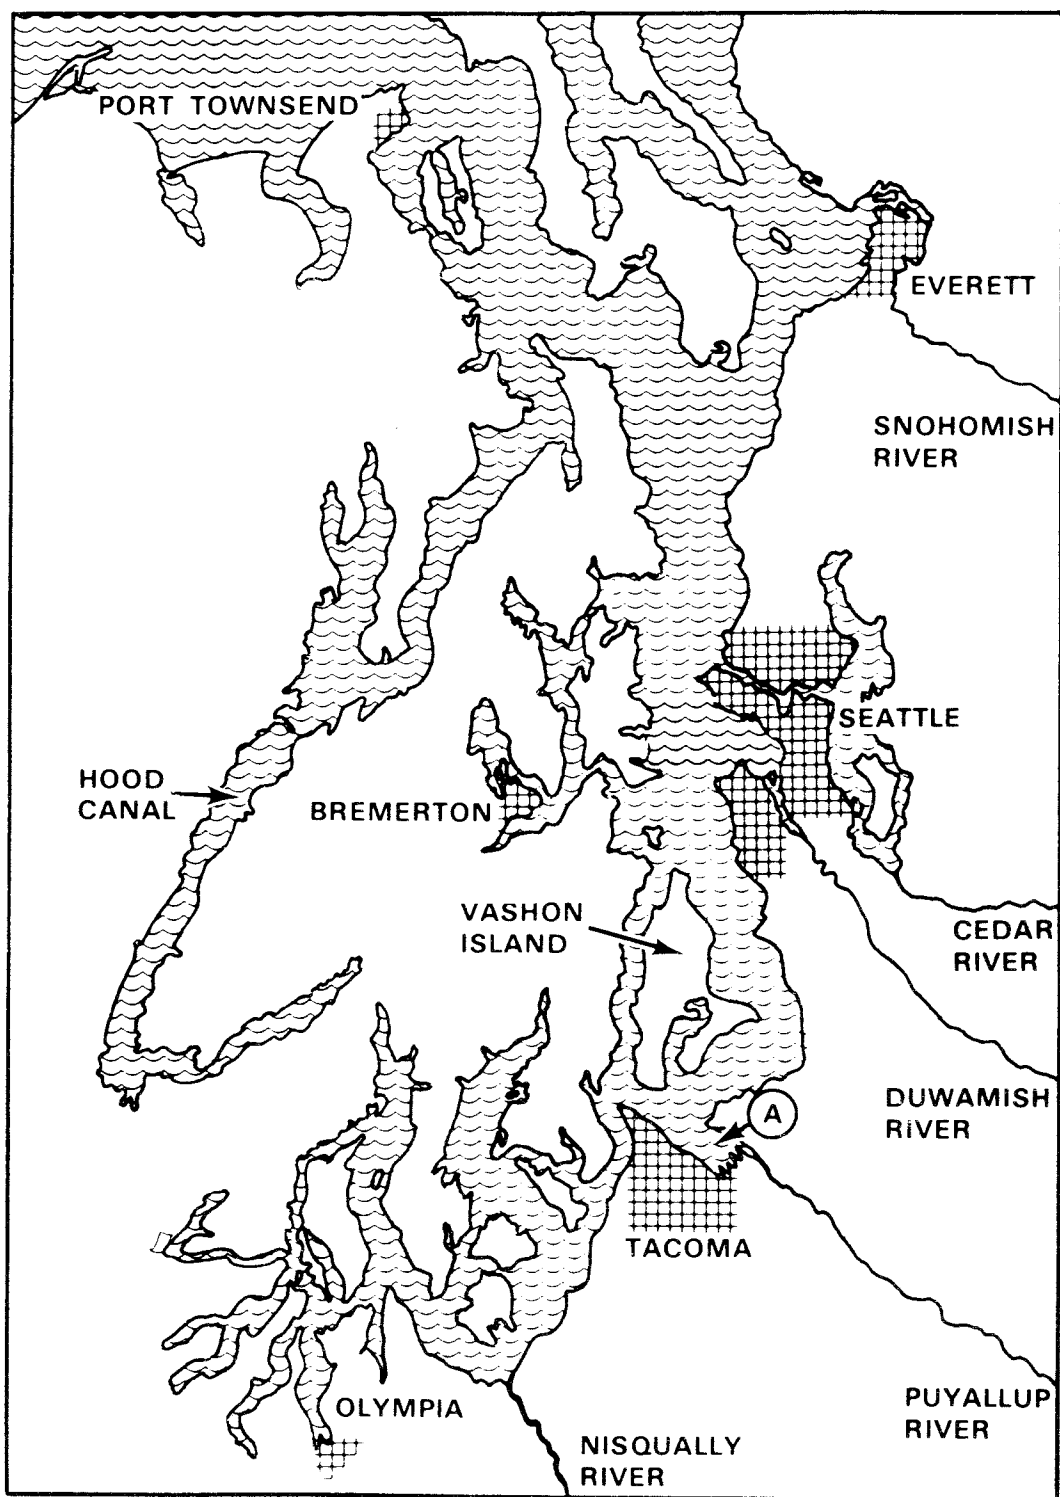 PORT TOWNSEND
EVERETT
SNOHOMISH
RIVER
SEATTLE
HOOD
CANAL
BREMERTON
VASHON
ISLAND
CEDAR
RIVER
DUWAMISH
RIVER
A
TACOMA
PUYALLUP
RIVER
OLYMPIA
NISQUALLY
RIVER